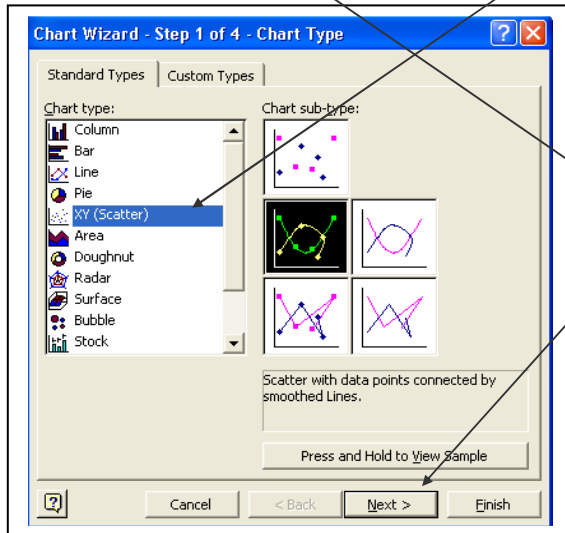 Chart Wizard - Step 1 of 4 - Chart Type
Standard Types
Custom Types
Chart type:
Column
Bar
Line
Pie
XY (Scatter)
Area
Doughnut
Radar
Surface
Bubble
Stock
Chart sub-type:
Scatter with data points connected by
smoothed Lines.
Press and Hold to View Sample
Cancel
< Back
Next >
Finish